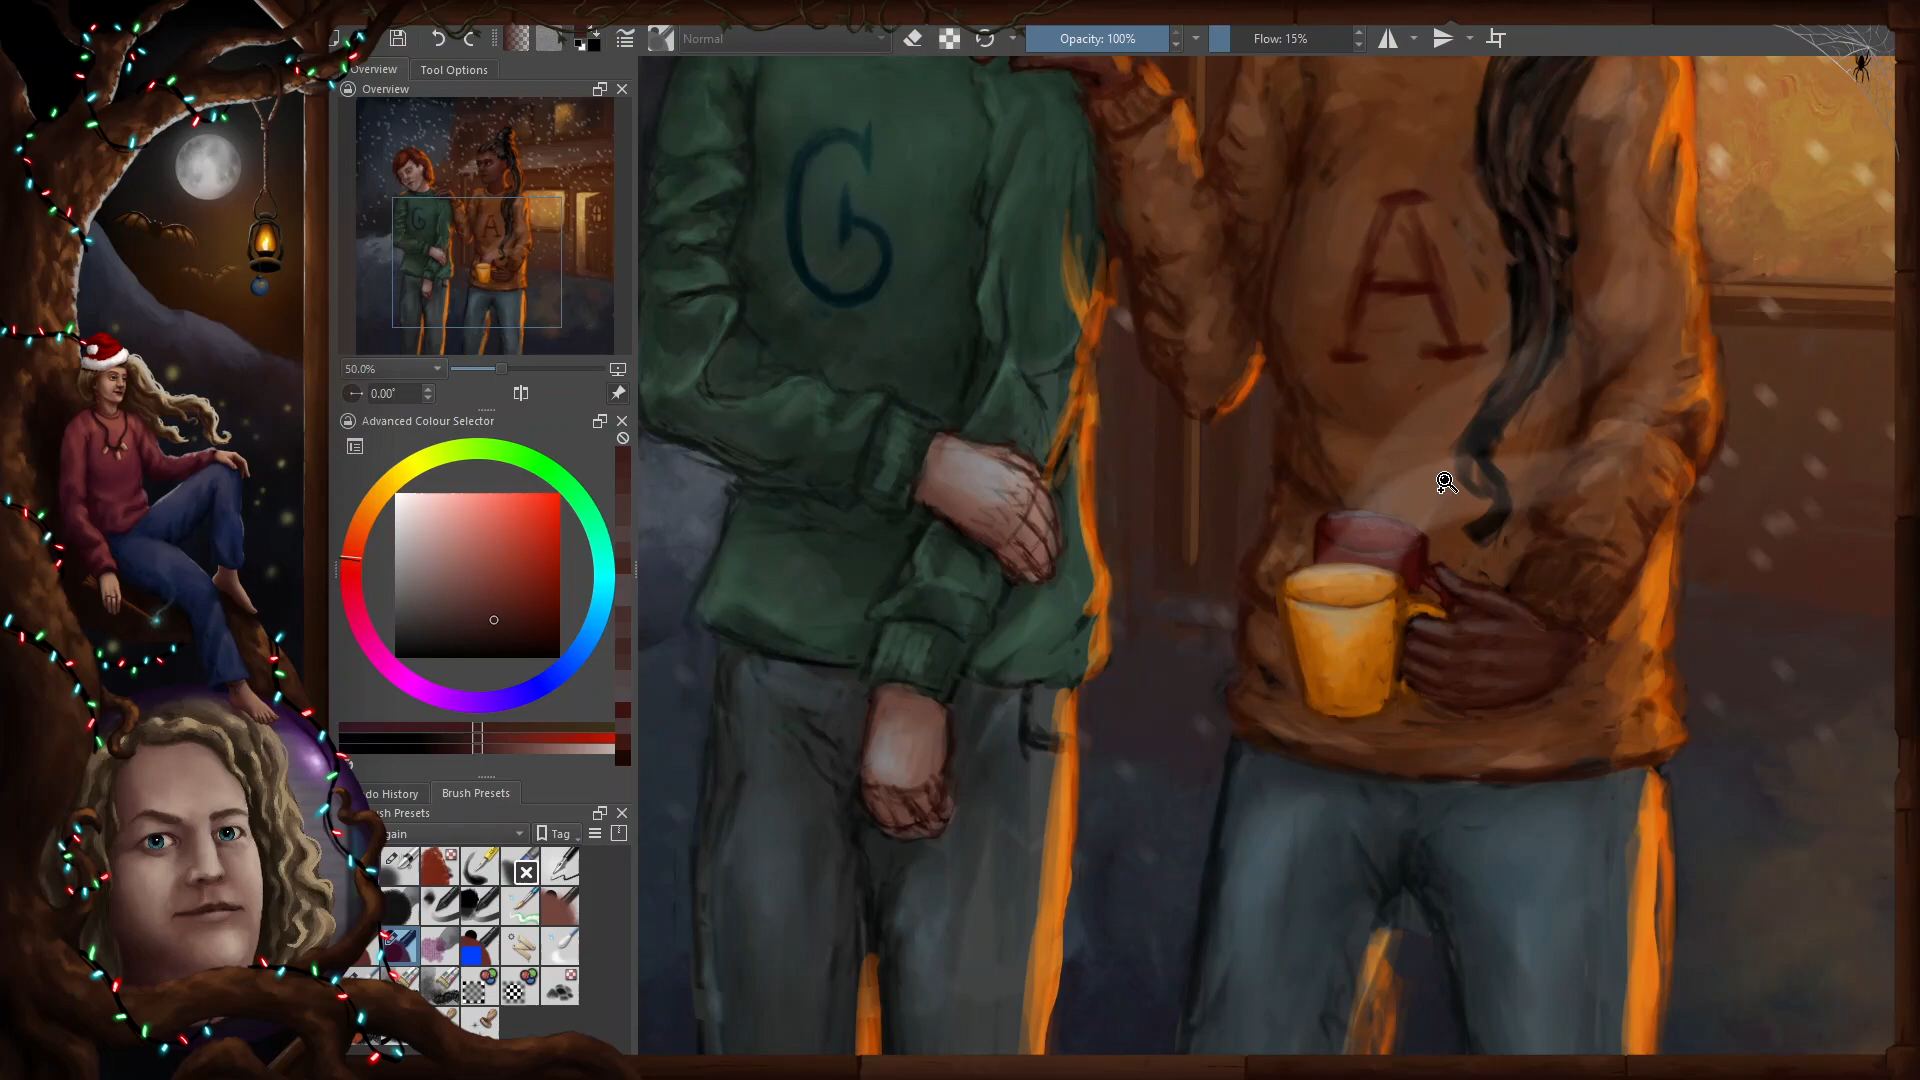 Normal
Opacity: 100%
Flow: 15%
Overview
Tool Options
Overview
50.0%
0.00°
Advanced Colour Selector
do History
Brush Presets
sh Presets
gain
Tag
G
A